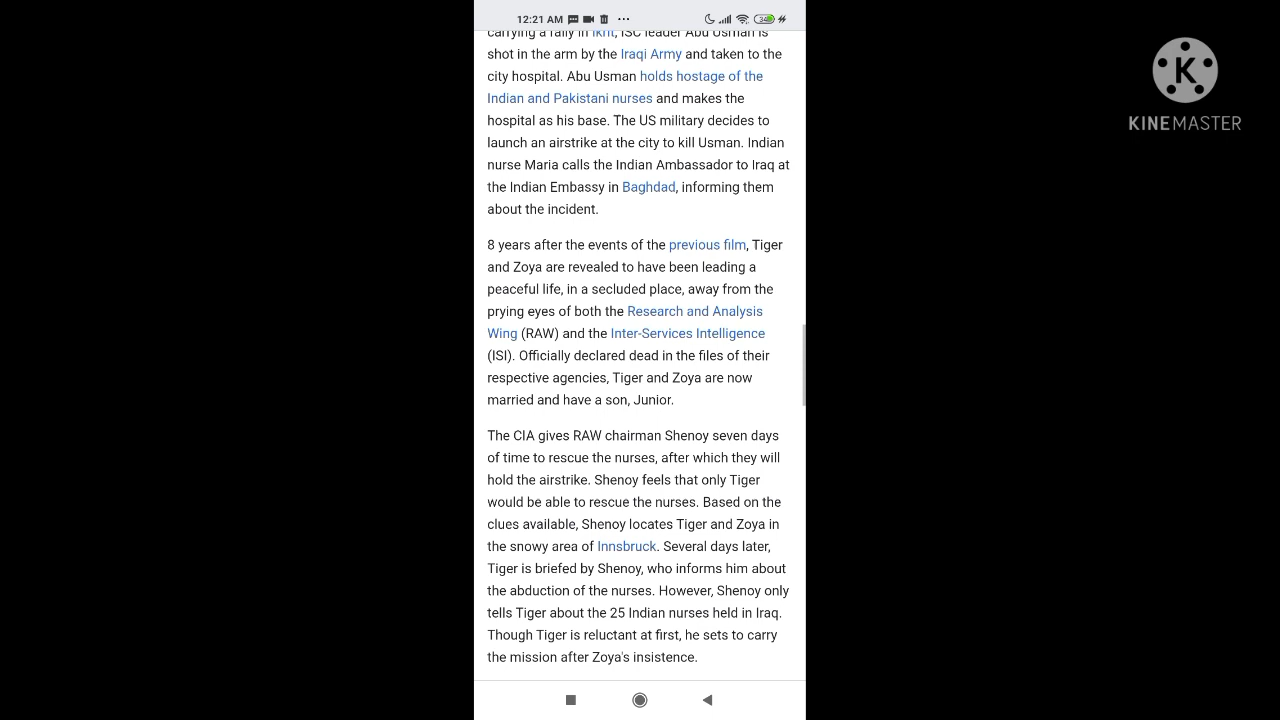 12:21 AM
34
carrying a rally in Ikrit, ISC leader Abu Usman is
shot in the arm by the Iraqi Army and taken to the
city hospital. Abu Usman holds hostage of the
Indian and Pakistani nurses and makes the
hospital as his base. The US military decides to
launch an airstrike at the city to kill Usman. Indian
nurse Maria calls the Indian Ambassador to Iraq at
the Indian Embassy in Baghdad, informing them
about the incident.
8 years after the events of the previous film, Tiger
and Zoya are revealed to have been leading a
peaceful life, in a secluded place, away from the
prying eyes of both the Research and Analysis
Wing (RAW) and the Inter-Services Intelligence
(ISI). Officially declared dead in the files of their
respective agencies, Tiger and Zoya are now
married and have a son, Junior.
The CIA gives RAW chairman Shenoy seven days
of time to rescue the nurses, after which they will
hold the airstrike. Shenoy feels that only Tiger
would be able to rescue the nurses. Based on the
clues available, Shenoy locates Tiger and Zoya in
the snowy area of Innsbruck. Several days later,
Tiger is briefed by Shenoy, who informs him about
the abduction of the nurses. However, Shenoy only
tells Tiger about the 25 Indian nurses held in Iraq.
Though Tiger is reluctant at first, he sets to carry
the mission after Zoya's insistence.
K
KINEMASTER